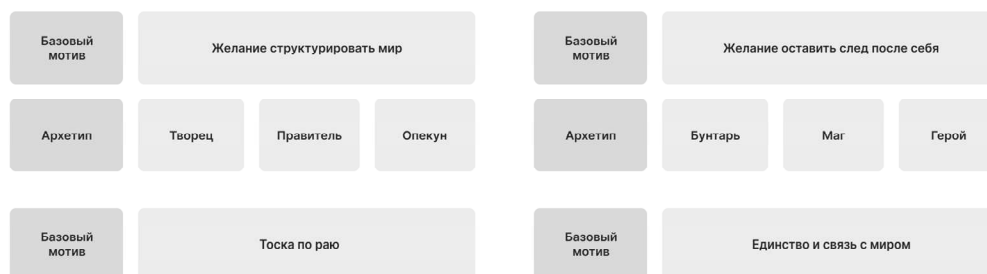 Базовый
мотив
Желание структурировать мир
Архетип
Творец
Правитель
Опекун
Базовый
мотив
Желание оставить след после себя
Архетип
Бунтарь
Маг
Герой
Базовый
мотив
Тоска по раю
Базовый
мотив
Единство и связь с миром